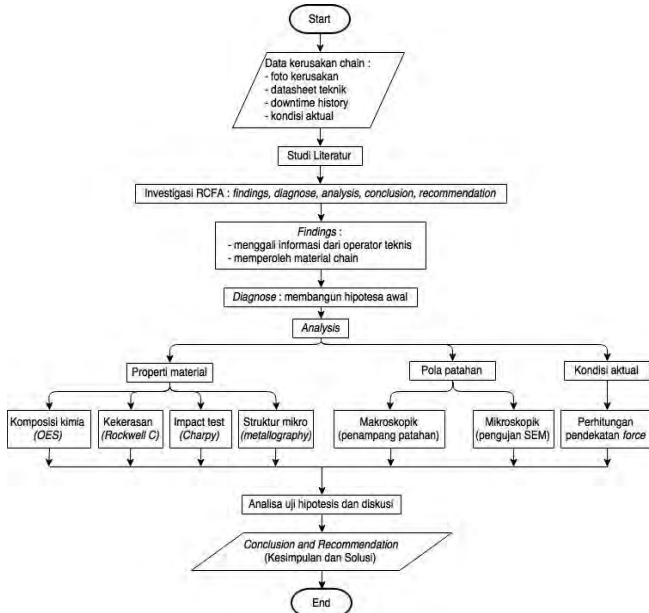 Start
Data kerusakan chain :
- foto kerusakan
- datasheet teknik
- downtime history
- kondisi aktual
Studi Literatur
Investigasi RCFA : findings, diagnose, analysis, conclusion, recommendation
Findings :
- menggali informasi dari operator teknis
- memperoleh material chain
Diagnose : membangun hipotesa awal
Analysis
Properti material
Pola patahan
Kondisi aktual
Komposisi kimia
(OES)
Kekerasan
(Rockwell C)
Impact test
(Charpy)
Struktur mikro
(metallography)
Makroskopik
(penampang patahan)
Mikroskopik
(pengujan SEM)
Perhitungan
pendekatan force
Analisa uji hipotesis dan diskusi
Conclusion and Recommendation
(Kesimpulan dan Solusi)
End